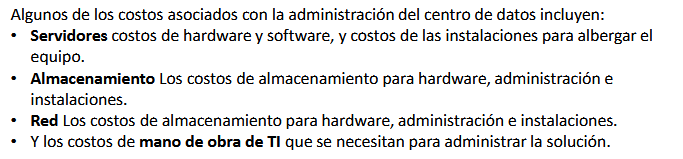 Algunos de los costos asociados con la administración del centro de datos incluyen:
• Servidores costos de hardware y software, y costos de las instalaciones para albergar el
equipo.
• Almacenamiento Los costos de almacenamiento para hardware, administración e
instalaciones.
• Red Los costos de almacenamiento para hardware, administración e instalaciones.
• Y los costos de mano de obra de TI que se necesitan para administrar la solución.